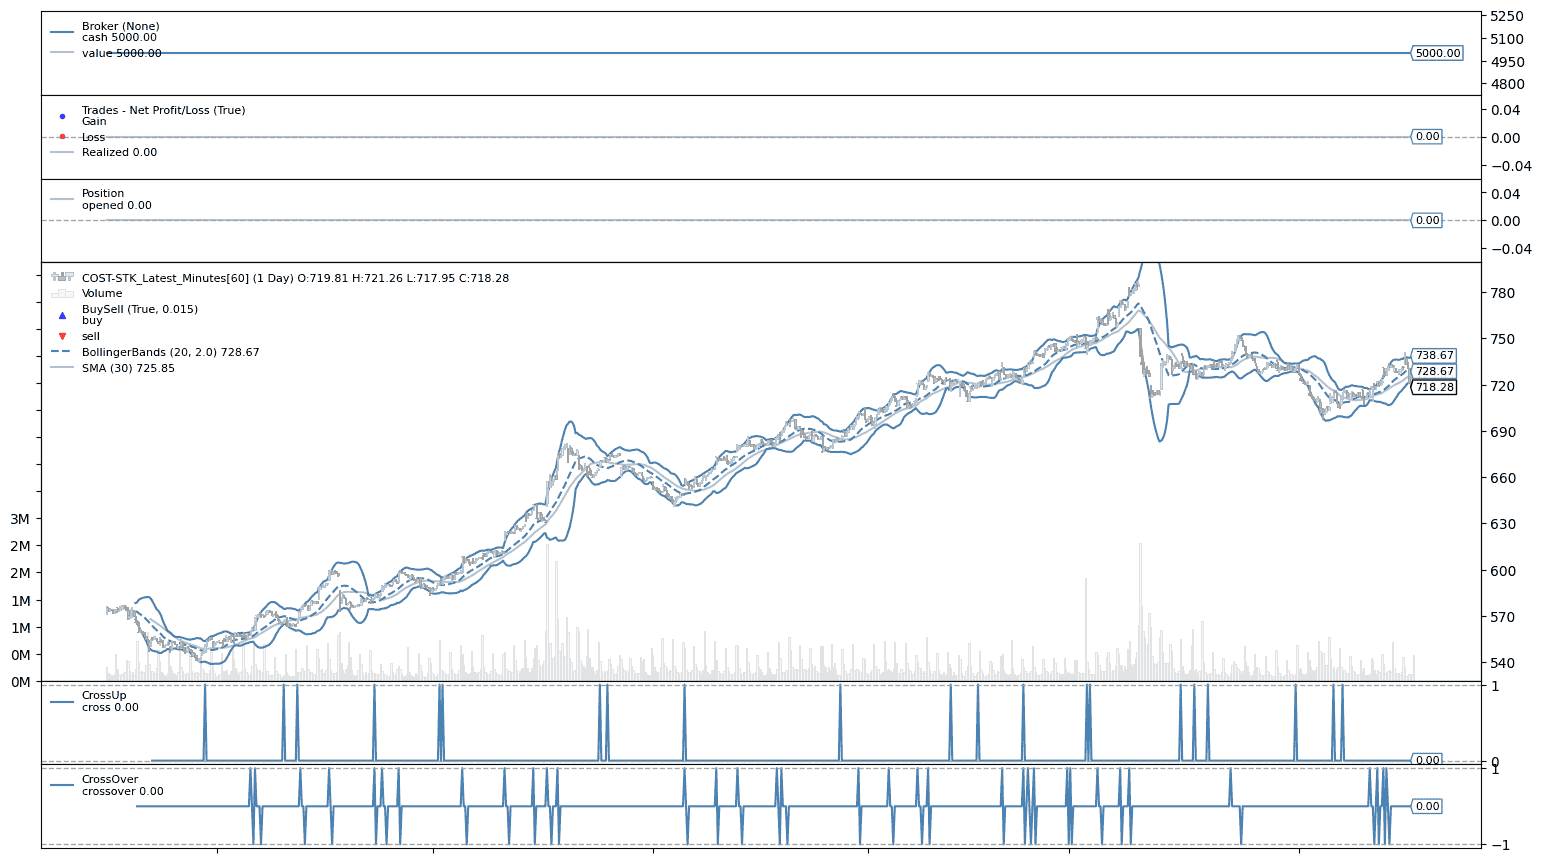 Broker (None)
cash 5000.00
value 5000.00
5250
5100
4950
4800
5000.00
Trades - Net Profit/Loss (True)
Gain
Loss
Realized 0.00
0.04
0.00
−0.04
0.00
Position
opened 0.00
0.04
0.00
−0.04
0.00
COST-STK_Latest_Minutes[60] (1 Day) O:719.81 H:721.26 L:717.95 C:718.28
Volume
BuySell (True, 0.015)
buy
sell
BollingerBands (20, 2.0) 728.67
SMA (30) 725.85
780
750
720
690
660
630
600
570
540
738.67
728.67
718.28
3M
2M
2M
1M
1M
0M
0M
CrossUp
cross 0.00
1
0
0.00
CrossOver
crossover 0.00
1
−1
0.00